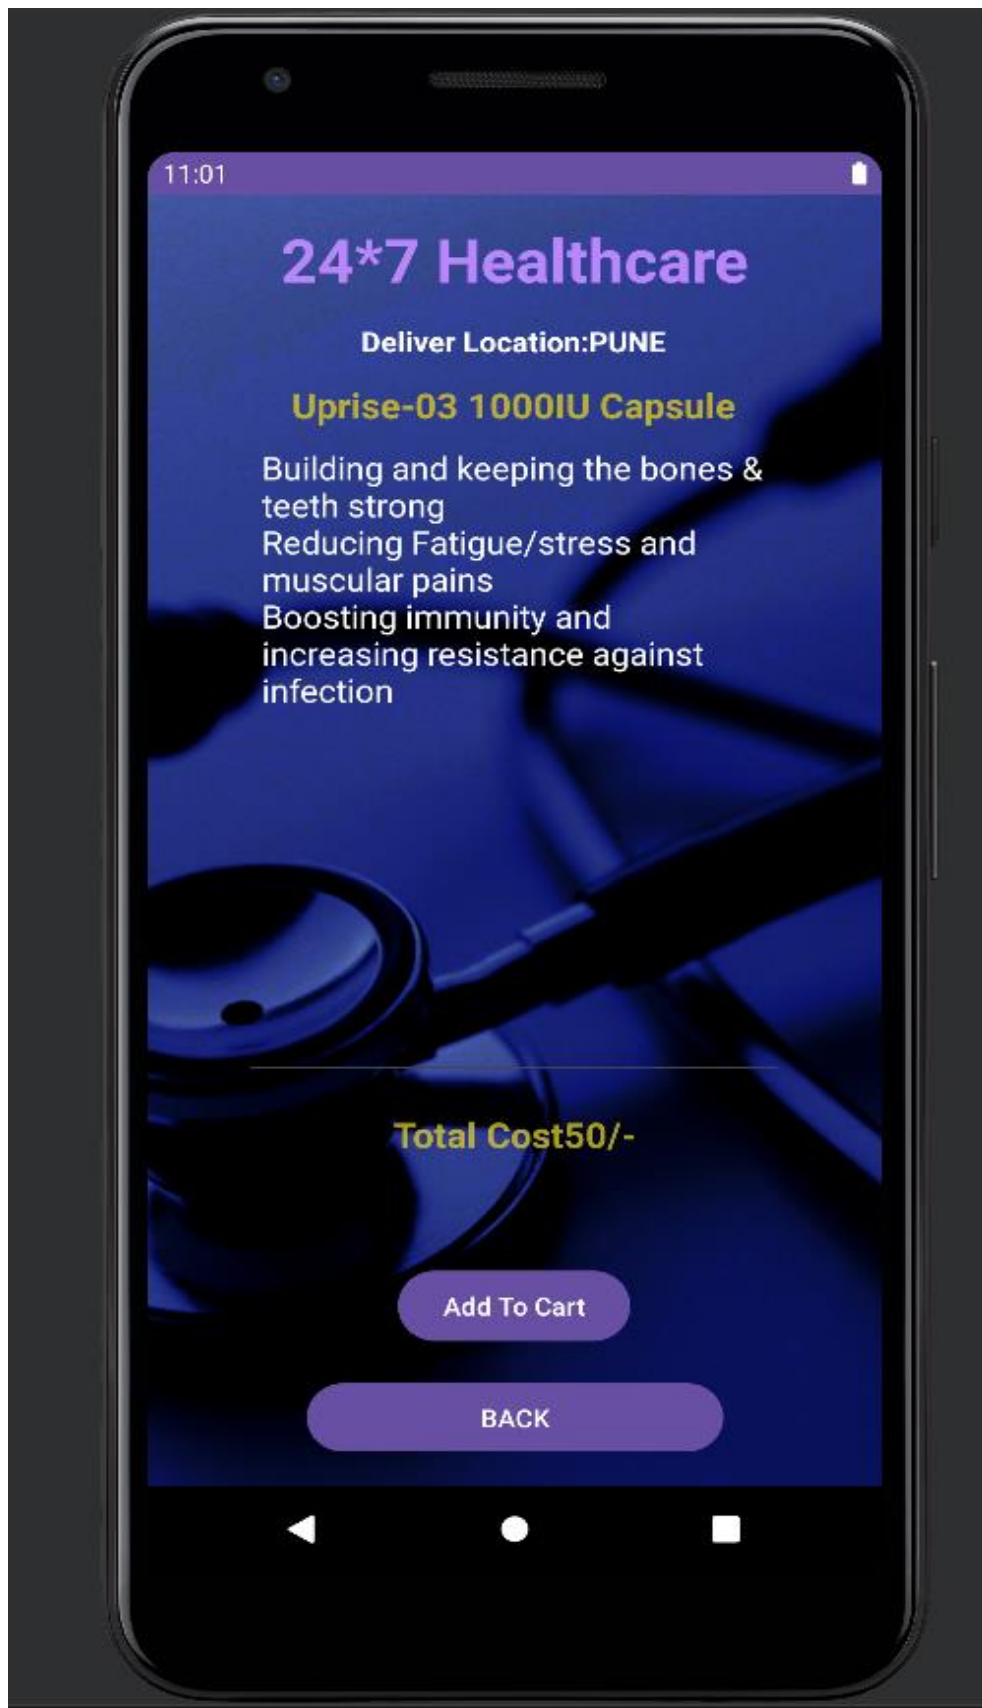 11:01
24*7 Healthcare
Deliver Location:PUNE
Uprise-03 1000IU Capsule
Building and keeping the bones &
teeth strong
Reducing Fatigue/stress and
muscular pains
Boosting immunity and
increasing resistance against
infection
Total Cost50/-
Add To Cart
BACK